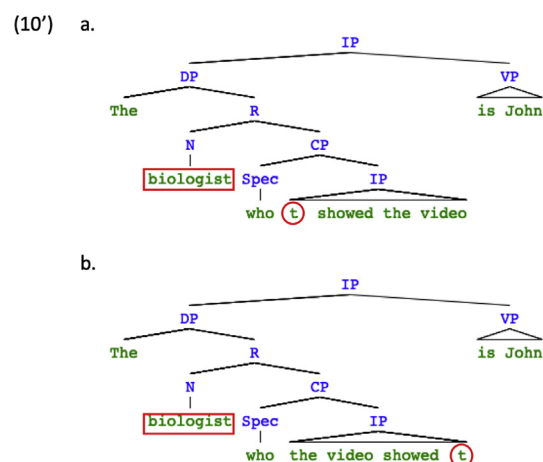 (10’) a.
IP
DP VP
The R is John
N CP
biologist Spec IP
who t showed the video
b.
IP
DP VP
The R is John
N CP
biologist Spec IP
who the video showed t